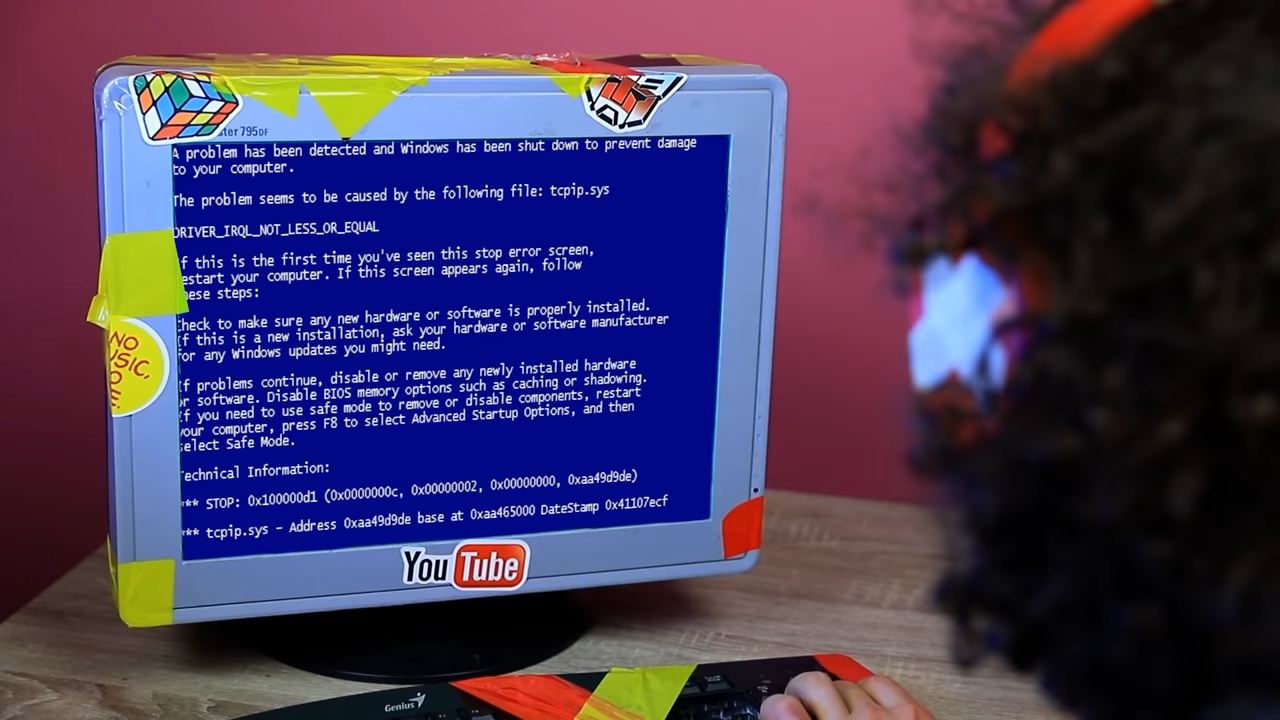 ster 795DF
A problem has been detected and Windows has been shut down to prevent damage
to your computer.
The problem seems to be caused by the following file: tcpip.sys
DRIVER_IRQL_NOT_LESS_OR_EQUAL
If this is the first time you've seen this stop error screen,
restart your computer. If this screen appears again, follow
hese steps:
Check to make sure any new hardware or software is properly installed.
If this is a new installation, ask your hardware or software manufacturer
for any Windows updates you might need.
If problems continue, disable or remove any newly installed hardware
or software. Disable BIOS memory options such as caching or shadowing.
If you need to use safe mode to remove or disable components, restart
your computer, press F8 to select Advanced Startup Options, and then
select Safe Mode.
Technical Information:
*** STOP: 0x100000d1 (0x0000000c, 0x00000002, 0x00000000, 0xaa49d9de)
*** tcpip.sys - Address 0xaa49d9de base at 0xaa465000 DateStamp 0x41107ecf
NO
USIC,
O
E.
YouTube
Genius